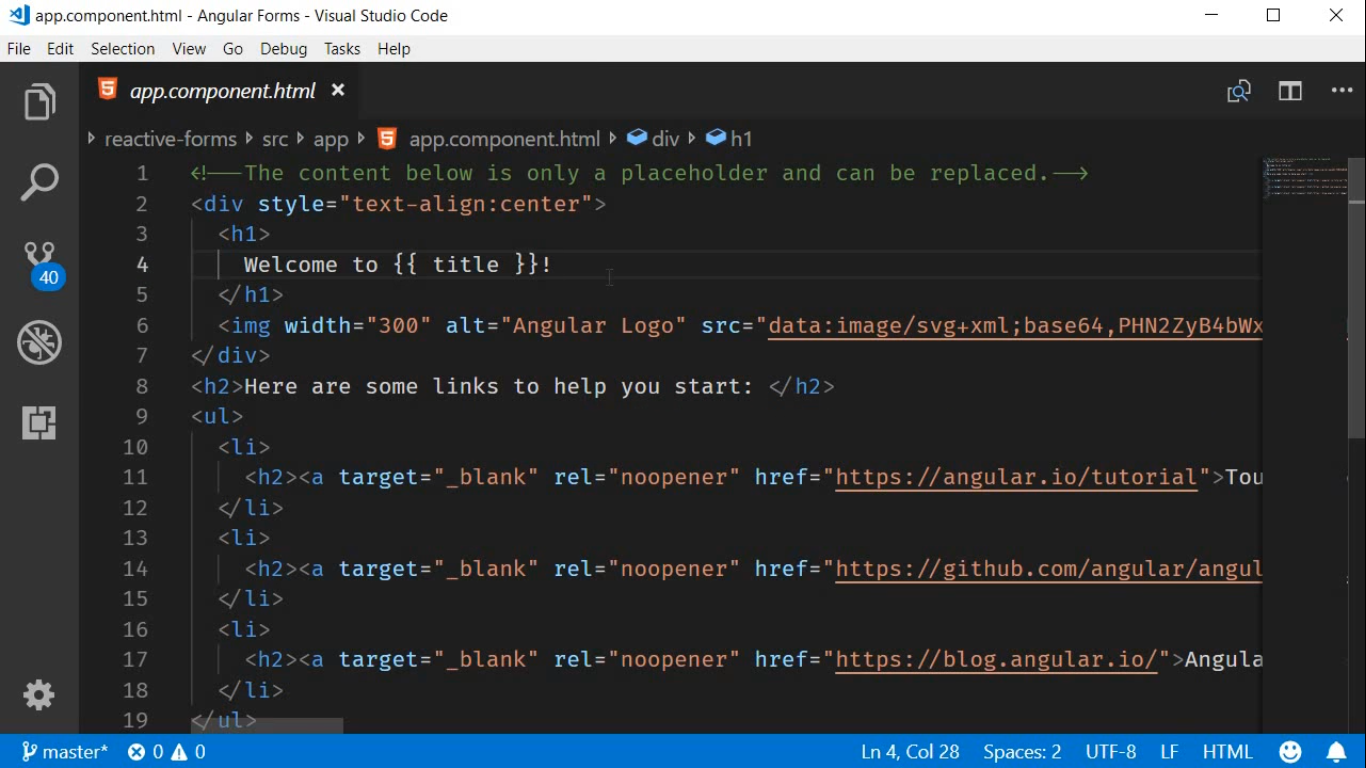 app.component.html - Angular Forms - Visual Studio Code
File Edit Selection View Go Debug Tasks Help
app.component.html
reactive-forms src app app.component.html div h1
1 <!--The content below is only a placeholder and can be replaced.-->
2 <div style="text-align:center">
3 <h1>
4 Welcome to {{ title }}!
5 </h1>
6 <img width="300" alt="Angular Logo" src="data:image/svg+xml;base64,PHN2ZyB4bWx
7 </div>
8 <h2>Here are some links to help you start: </h2>
9 <ul>
10 <li>
11 <h2><a target="_blank" rel="noopener" href="https://angular.io/tutorial">Tou
12 </li>
13 <li>
14 <h2><a target="_blank" rel="noopener" href="https://github.com/angular/angul
15 </li>
16 <li>
17 <h2><a target="_blank" rel="noopener" href="https://blog.angular.io/">Angula
18 </li>
19 </ul>
40
master* 0 0 Ln 4, Col 28 Spaces: 2 UTF-8 LF HTML